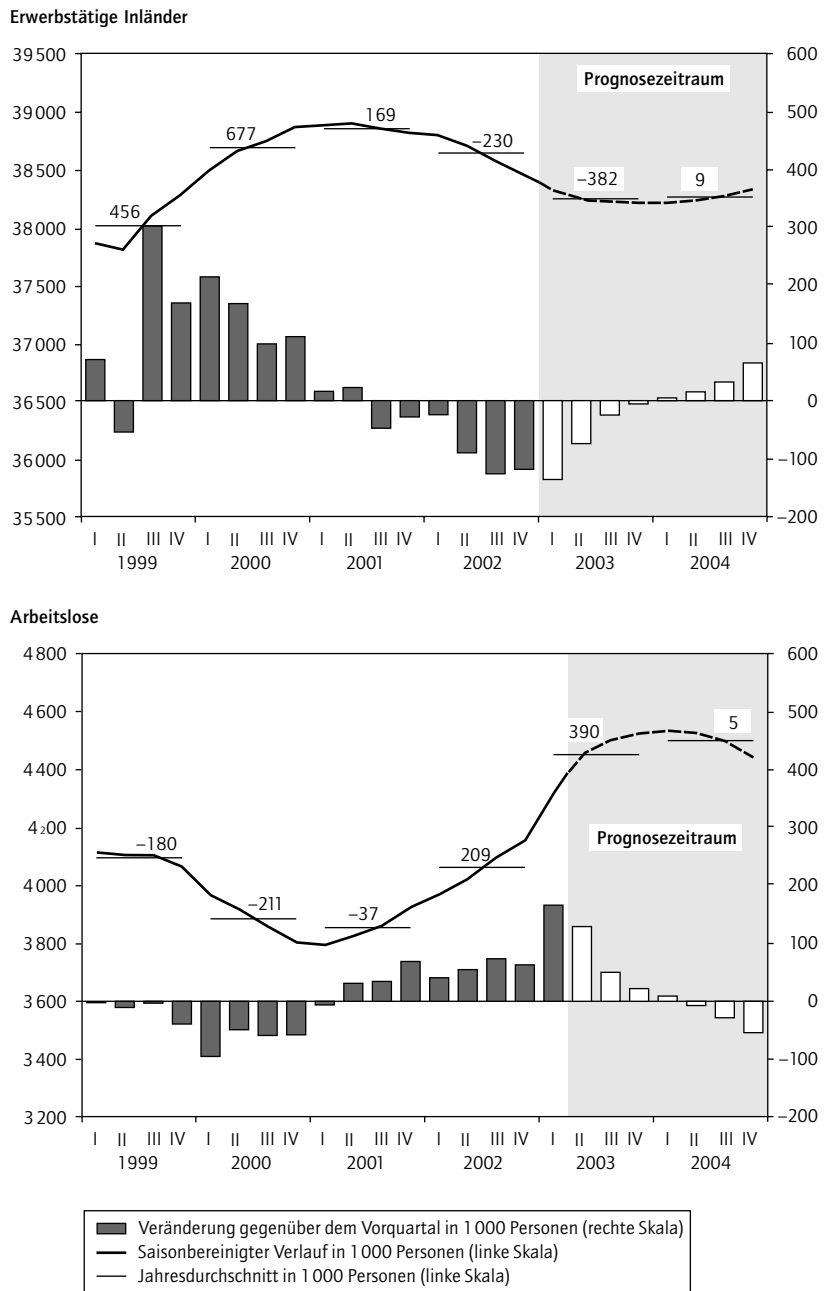 Erwerbstätige Inländer
39 500 600
Prognosezeitraum
39 000 500
677 169 –230
38 500 400
–382 9
456
38 000 300
37 500 200
37 000 100
36 500 0
36 000 –100
35 500 –200
I II III IV I II III IV I II III IV I II III IV I II III IV I II III IV
1999 2000 2001 2002 2003 2004
Arbeitslose
4 800 600
4 600 500
390 5
4 400 400
4 200 300
Prognosezeitraum
–180 209
4 000 200
–211 –37
3 800 100
3 600 0
3 400 –100
3 200 –200
I II III IV I II III IV I II III IV I II III IV I II III IV I II III IV
1999 2000 2001 2002 2003 2004
Veränderung gegenüber dem Vorquartal in 1 000 Personen (rechte Skala)
Saisonbereinigter Verlauf in 1 000 Personen (linke Skala)
Jahresdurchschnitt in 1 000 Personen (linke Skala)